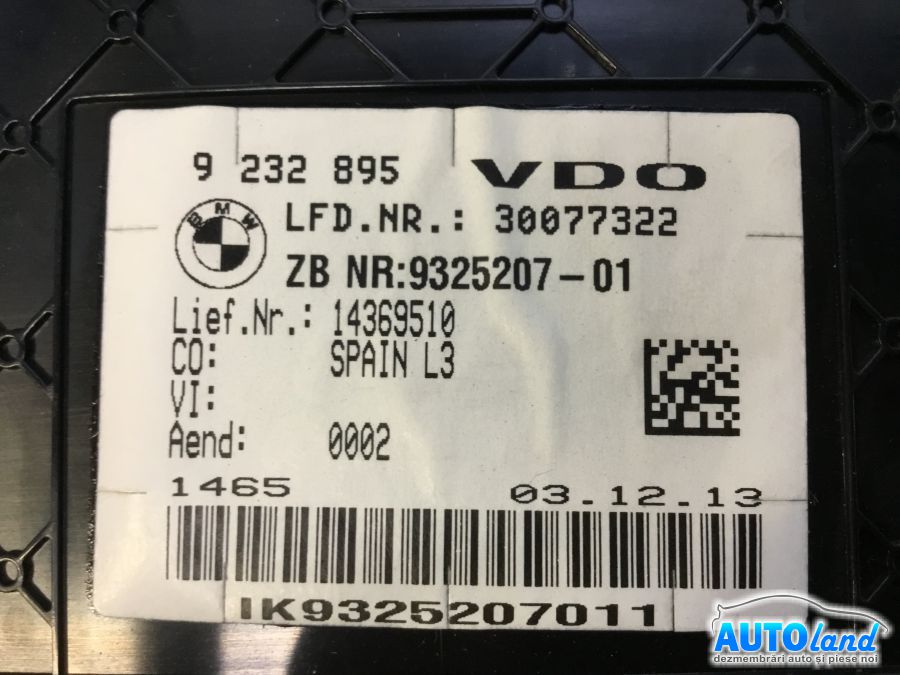 9 232 895 VDO
BMW
LFD.NR.: 30077322
ZB NR:9325207-01
Lief.Nr.: 14369510
CO: SPAIN L3
VI:
Aend: 0002
1465 03.12.13
IK9325207011
AUTOland
dezmembrări auto și piese noi